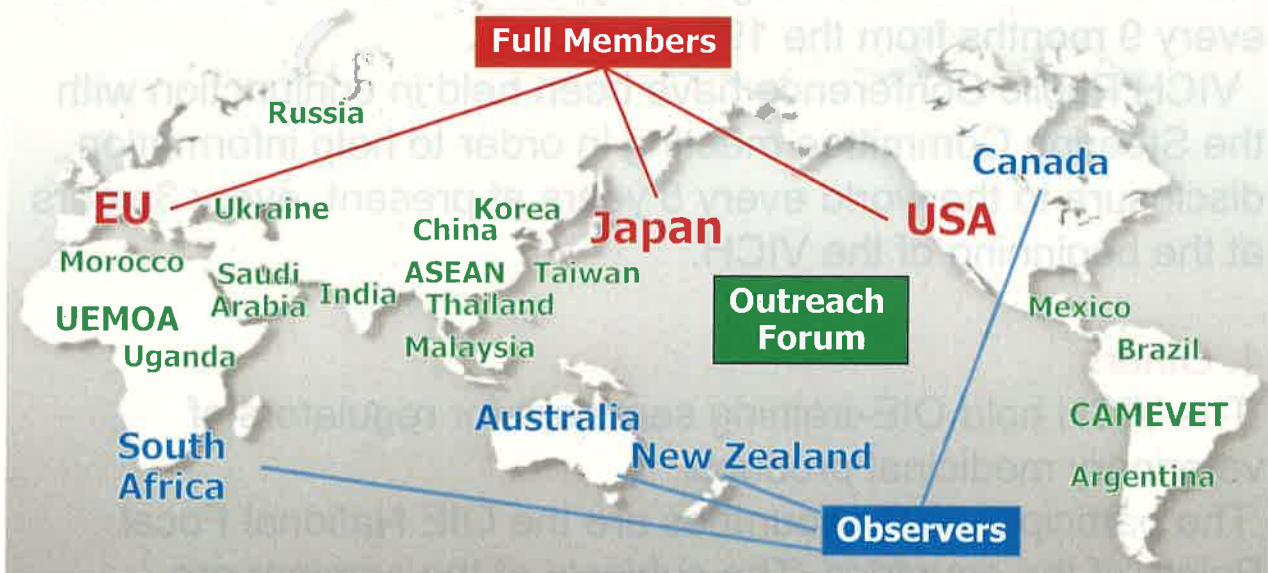 Full Members
Russia
Canada
EU
Ukraine
Korea
China
Japan
USA
Morocco
Saudi
Arabia
India
ASEAN
Taiwan
Thailand
Outreach
Forum
Mexico
UEMOA
Uganda
Malaysia
Brazil
Australia
CAMEVET
South
Africa
New Zealand
Argentina
Observers